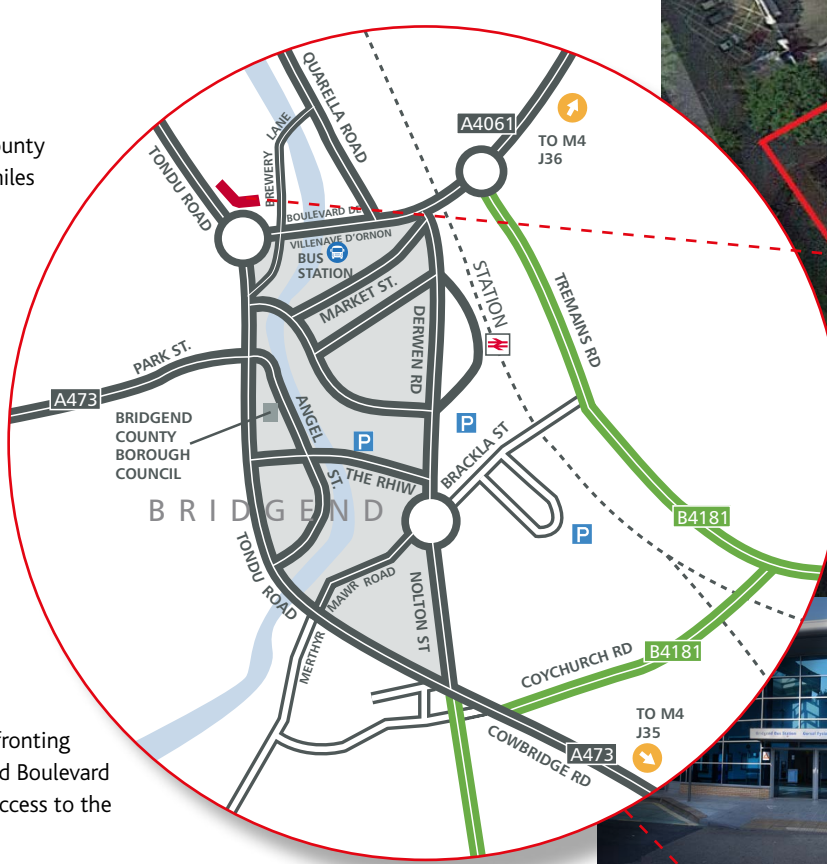 ounty
niles
QUARELLA ROAD
A4061
TO M4
J36
BREWERY LANE
TONDU ROAD
BOULEVARD DE
VILLENAVE D'ORNON
BUS
STATION
STATION
MARKET ST.
TREMAINS RD
DERWEN RD
PARK ST.
A473
BRIDGEND
COUNTY
BOROUGH
COUNCIL
ANGEL ST.
P
P
BRACKLA ST
THE RHIW
BRIDGEND
B4181
P
TONDU ROAD
MERTHYR MAWR ROAD
NOLTON ST
COYCHURCH RD
B4181
TO M4
J35
COWBRIDGE RD
A473
fronting
d Boulevard
ccess to the